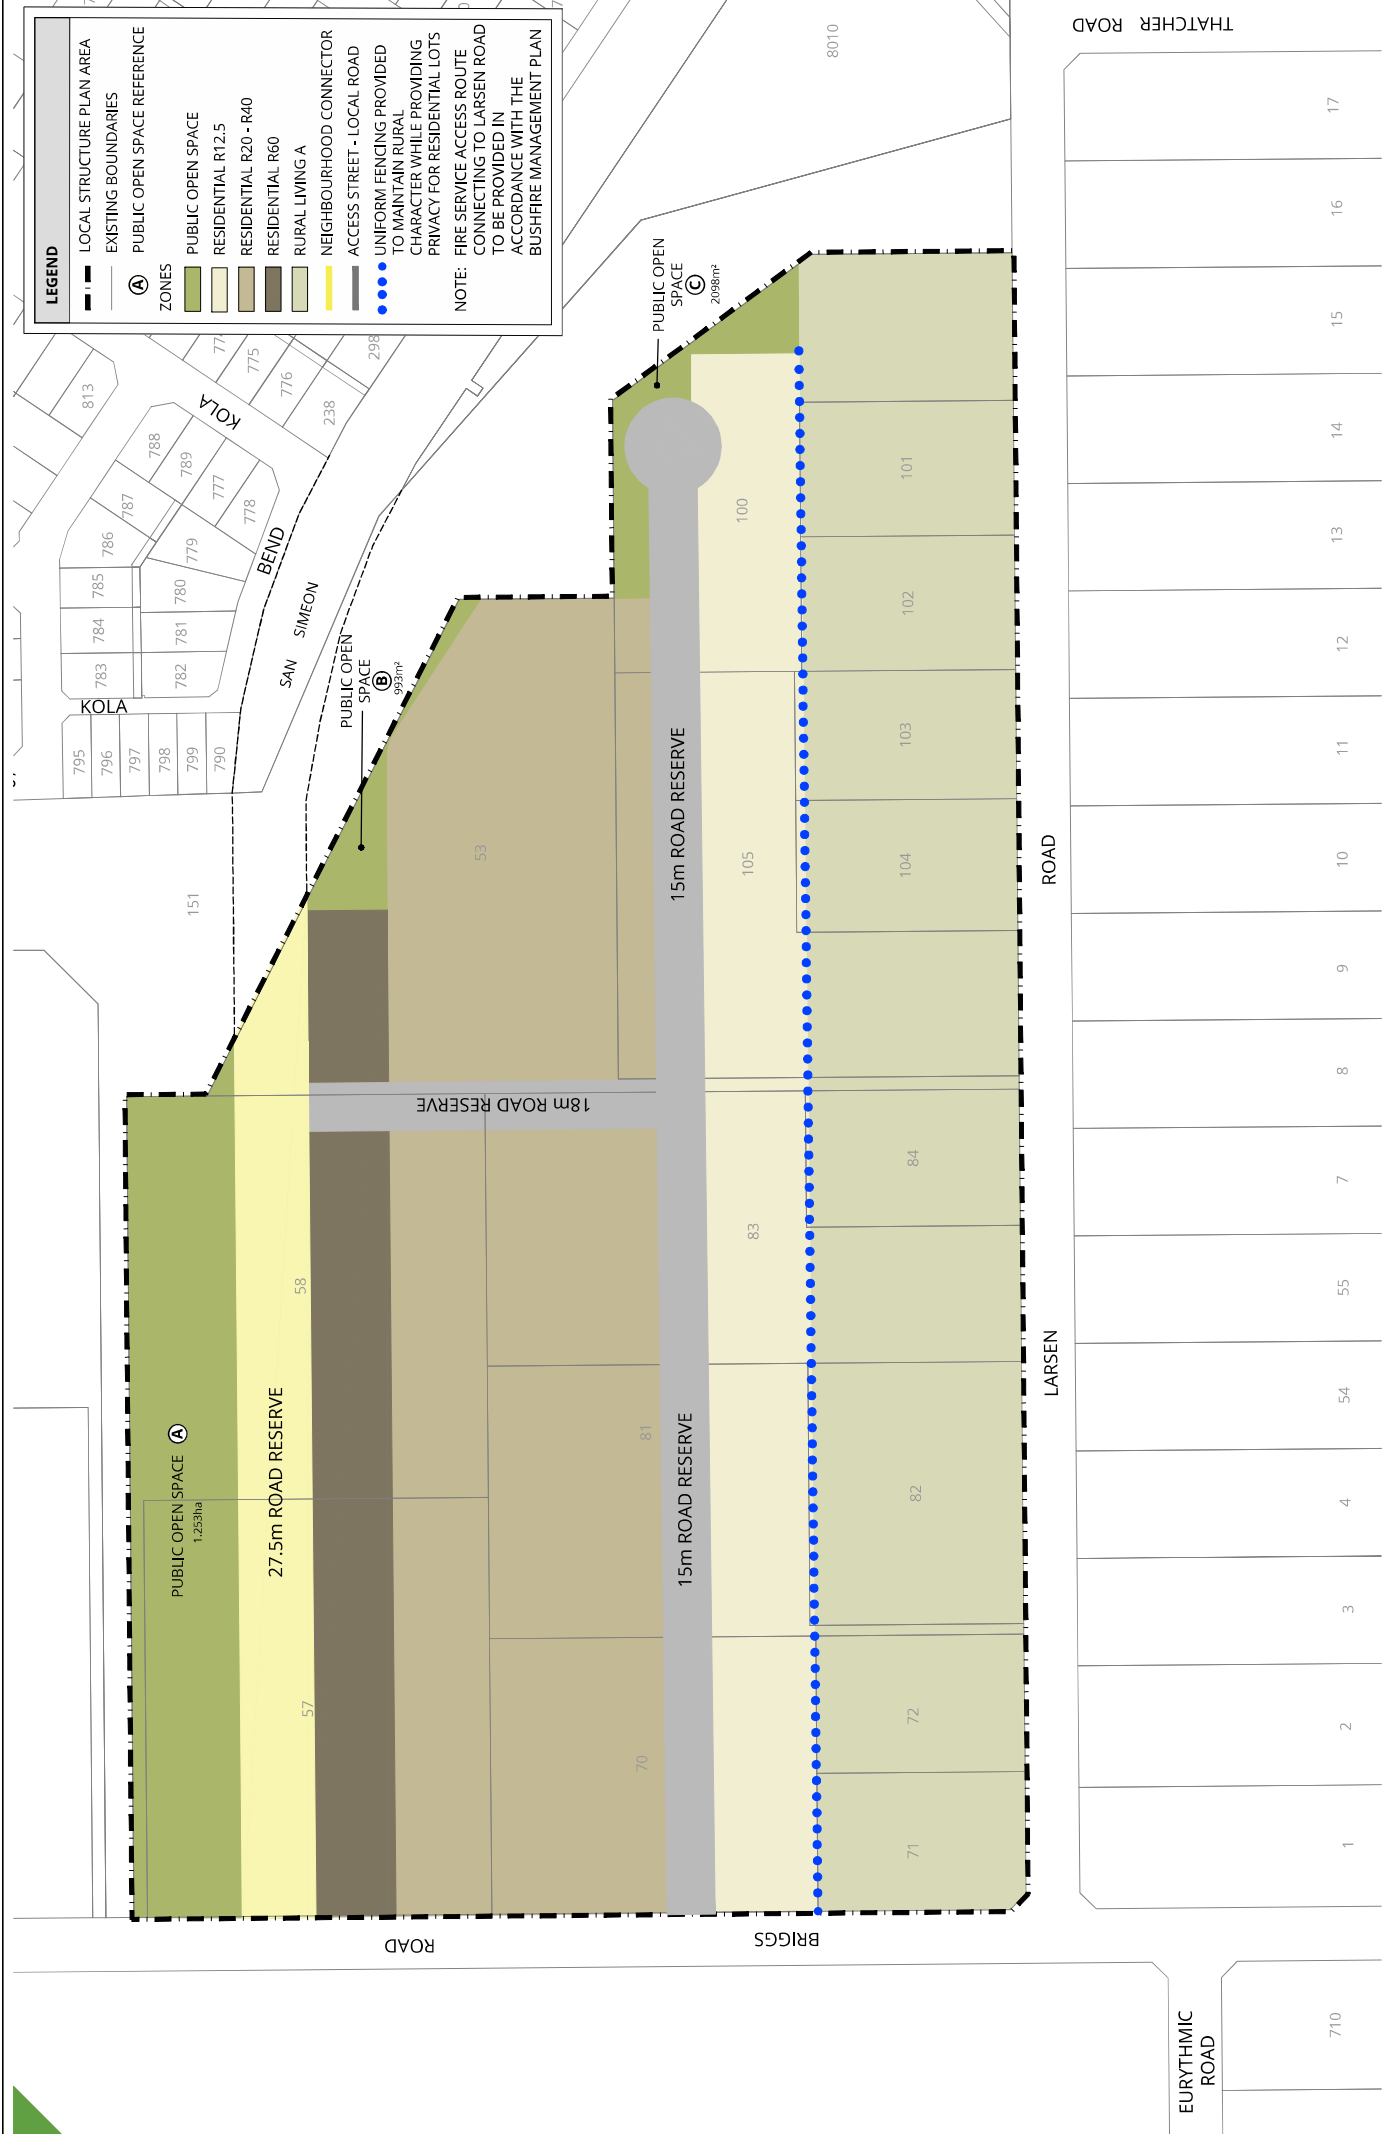 LEGEND
LOCAL STRUCTURE PLAN AREA
EXISTING BOUNDARIES
A PUBLIC OPEN SPACE REFERENCE
ZONES
PUBLIC OPEN SPACE
RESIDENTIAL R12.5
RESIDENTIAL R20 - R40
RESIDENTIAL R60
RURAL LIVING A
NEIGHBOURHOOD CONNECTOR
ACCESS STREET - LOCAL ROAD
UNIFORM FENCING PROVIDED
TO MAINTAIN RURAL
CHARACTER WHILE PROVIDING
PRIVACY FOR RESIDENTIAL LOTS
NOTE: FIRE SERVICE ACCESS ROUTE
CONNECTING TO LARSEN ROAD
TO BE PROVIDED IN
ACCORDANCE WITH THE
BUSHFIRE MANAGEMENT PLAN
THATCHER ROAD
8010
813
775
776
238
298
KOLA
788
789
777
778
787
786
779
785
784
783
780
781
782
BEND
SAN SIMEON
KOLA
795
796
797
798
799
790
151
PUBLIC OPEN
SPACE
C
2098m²
PUBLIC OPEN
SPACE
B
993m²
PUBLIC OPEN SPACE A
1.253ha
27.5m ROAD RESERVE
18m ROAD RESERVE
15m ROAD RESERVE
15m ROAD RESERVE
53
58
57
81
70
100
105
83
101
102
103
104
84
82
72
71
LARSEN ROAD
BRIGGS ROAD
EURYTHMIC
ROAD
17
16
15
14
13
12
11
10
9
8
7
55
54
4
3
2
1
710